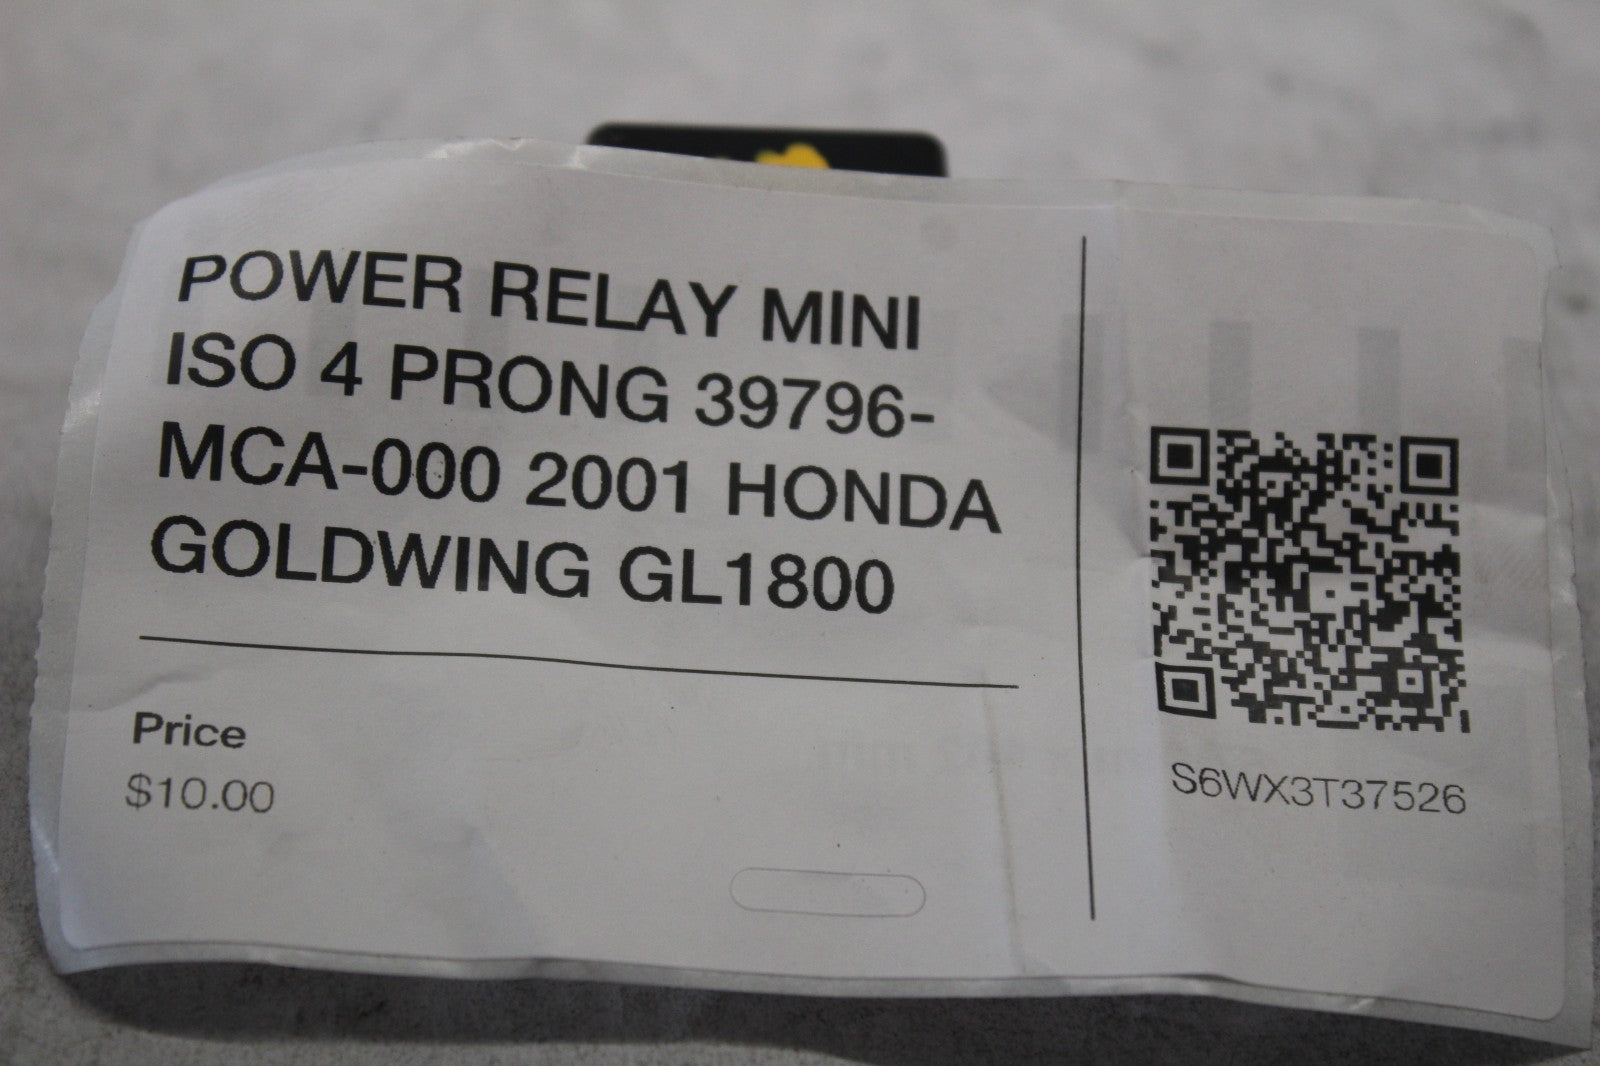 POWER RELAY MINI
ISO 4 PRONG 39796-
MCA-000 2001 HONDA
GOLDWING GL1800
Price
$10.00
S6WX3T37526